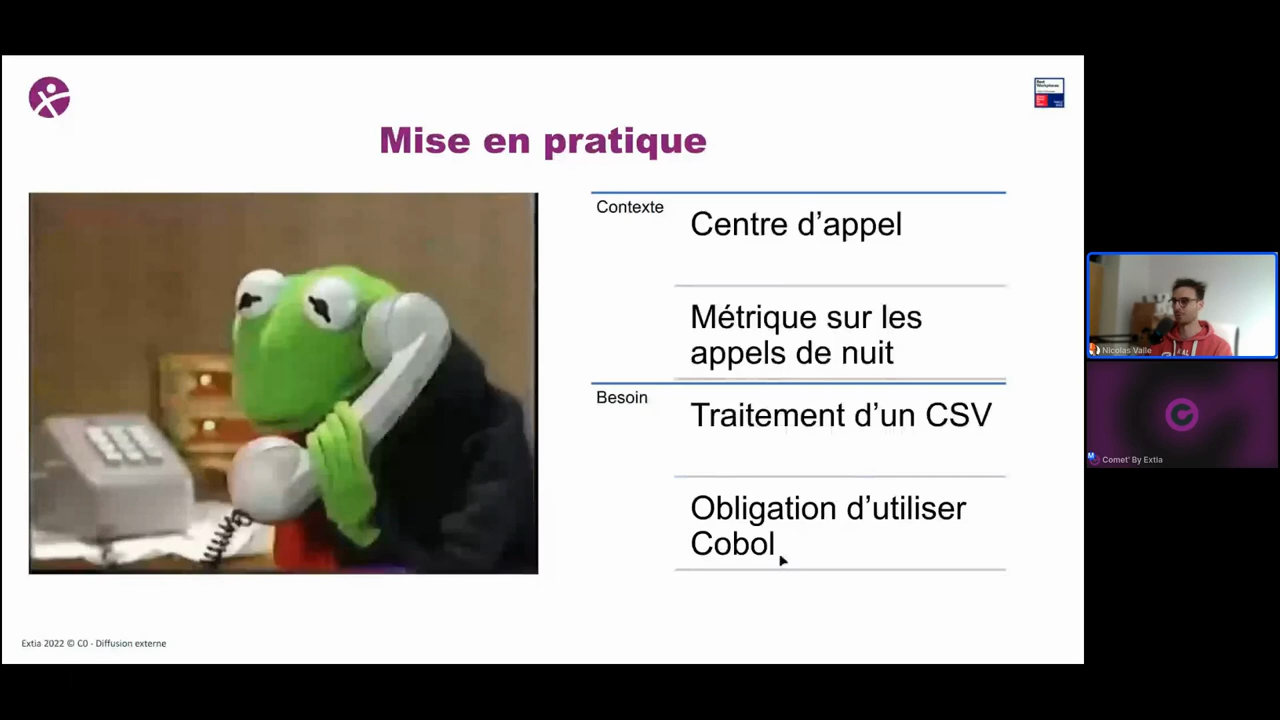 Mise en pratique
Contexte
Centre d’appel
Métrique sur les
appels de nuit
Besoin
Traitement d’un CSV
Obligation d’utiliser
Cobol
Extia 2022 © C0 - Diffusion externe
Nicolas Valle
Comet' By Extia